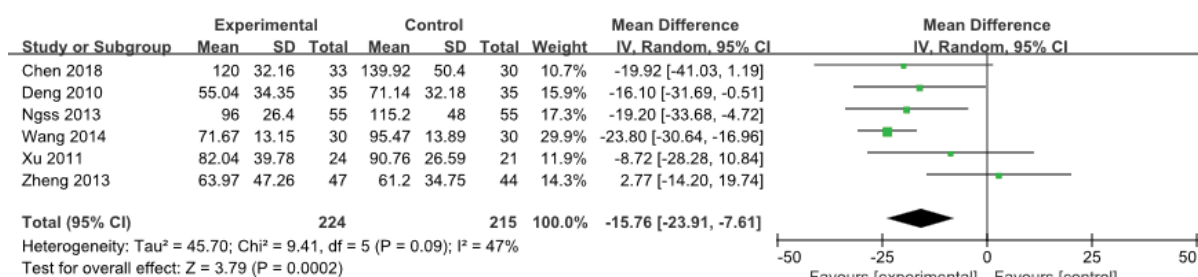 Experimental Control Mean Difference Mean Difference
Study or Subgroup Mean SD Total Mean SD Total Weight IV, Random, 95% CI IV, Random, 95% CI
Chen 2018 120 32.16 33 139.92 50.4 30 10.7% -19.92 [-41.03, 1.19]
Deng 2010 55.04 34.35 35 71.14 32.18 35 15.9% -16.10 [-31.69, -0.51]
Ngss 2013 96 26.4 55 115.2 48 55 17.3% -19.20 [-33.68, -4.72]
Wang 2014 71.67 13.15 30 95.47 13.89 30 29.9% -23.80 [-30.64, -16.96]
Xu 2011 82.04 39.78 24 90.76 26.59 21 11.9% -8.72 [-28.28, 10.84]
Zheng 2013 63.97 47.26 47 61.2 34.75 44 14.3% 2.77 [-14.20, 19.74]
Total (95% CI) 224 215 100.0% -15.76 [-23.91, -7.61]
Heterogeneity: Tau² = 45.70; Chi² = 9.41, df = 5 (P = 0.09); I² = 47%
Test for overall effect: Z = 3.79 (P = 0.0002)
-50 -25 0 25 50
Favours [experimental] Favours [control]